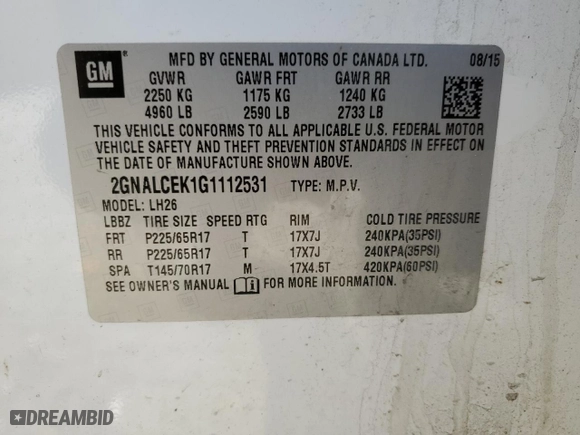 GM
MFD BY GENERAL MOTORS OF CANADA LTD. 08/15
GVWR GAWR FRT GAWR RR
2250 KG 1175 KG 1240 KG
4960 LB 2590 LB 2733 LB
THIS VEHICLE CONFORMS TO ALL APPLICABLE U.S. FEDERAL MOTOR
VEHICLE SAFETY AND THEFT PREVENTION STANDARDS IN EFFECT ON
THE DATE OF MANUFACTURE SHOWN ABOVE.
2GNALCEK1G1112531 TYPE: M.P.V.
MODEL: LH26
LBBZ TIRE SIZE SPEED RTG RIM COLD TIRE PRESSURE
FRT P225/65R17 T 17X7J 240KPA(35PSI)
RR P225/65R17 T 17X7J 240KPA(35PSI)
SPA T145/70R17 M 17X4.5T 420KPA(60PSI)
SEE OWNER'S MANUAL FOR MORE INFORMATION.
DREAMBID